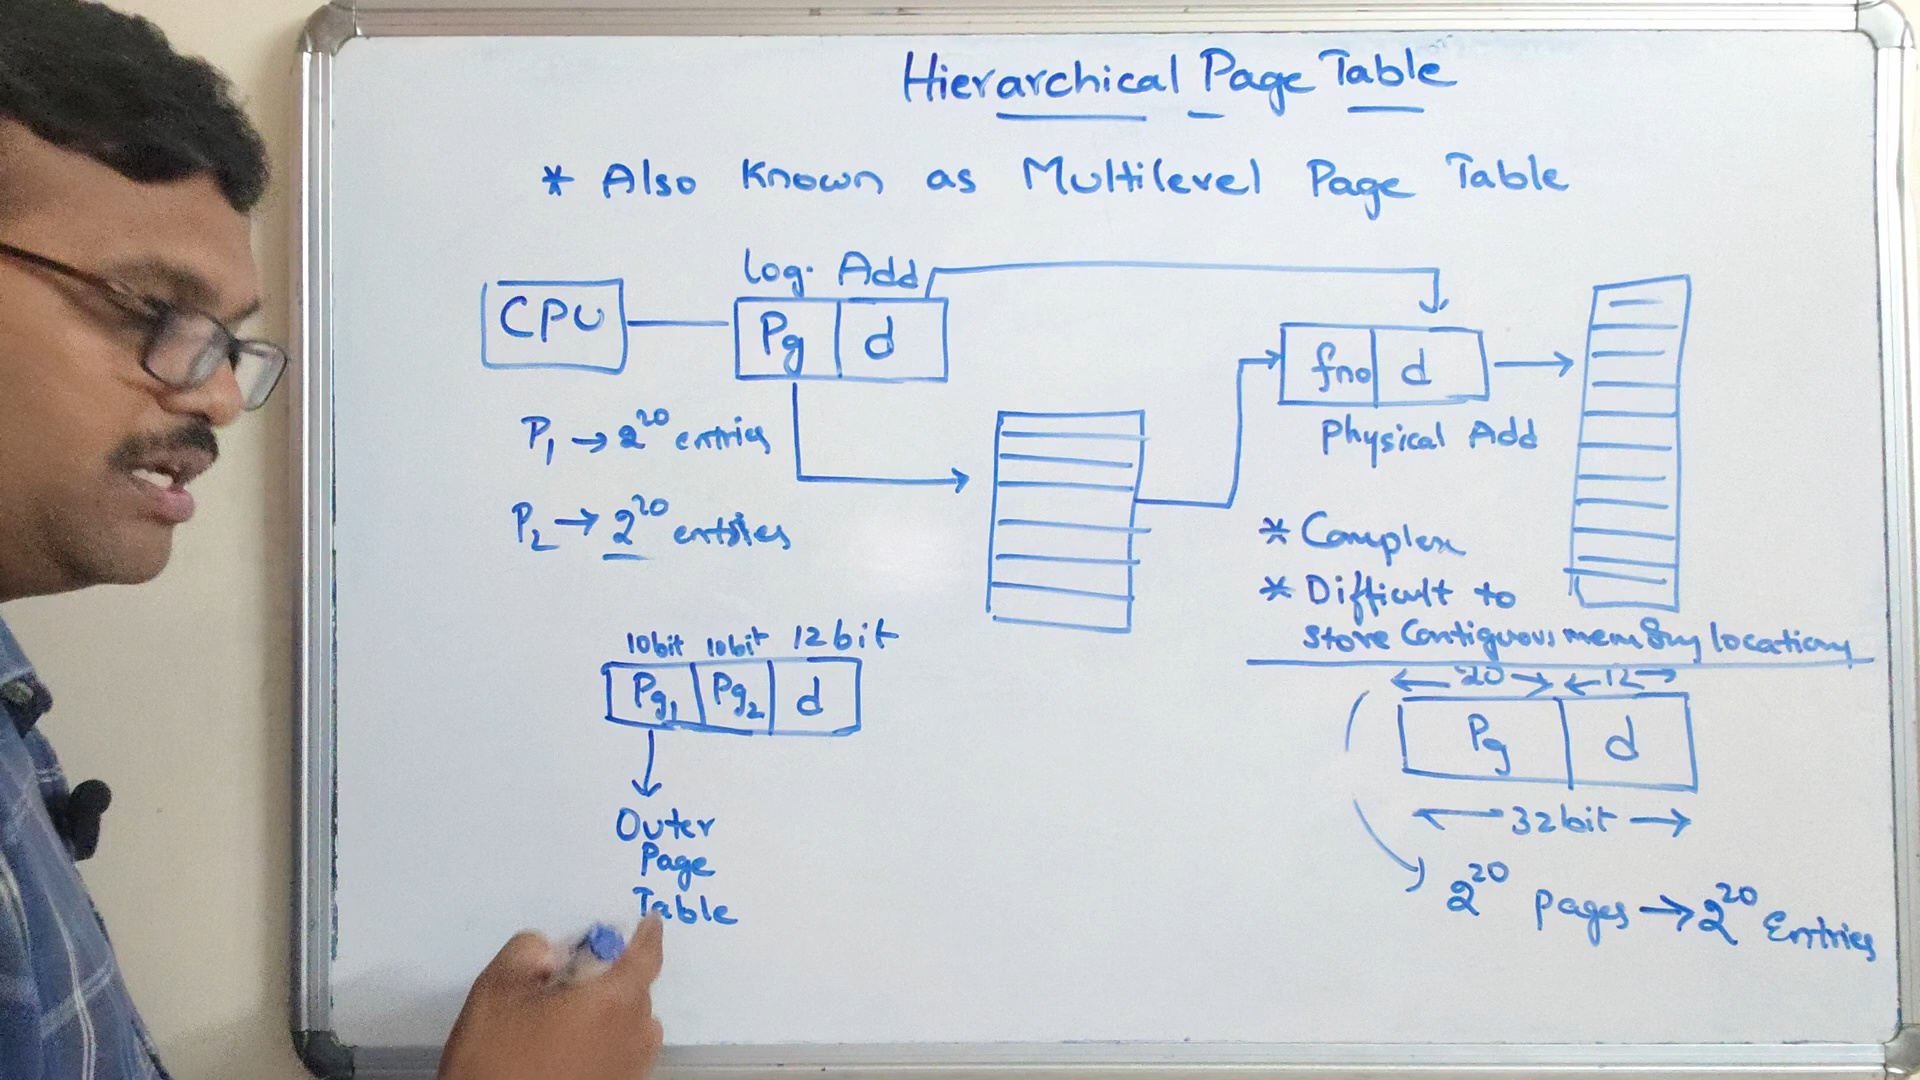 Hierarchical Page Table
* Also Known as Multilevel Page Table
Log. Add
CPU
Pg d
fno d
Physical Add
P1 → 2^20 entries
P2 → 2^20 entries
* Complex
* Difficult to
store Contiguous memory locations
10bit 10bit 12bit
Pg1 Pg2 d
Outer
Page
Table
← 20 → ← 12 →
Pg d
← 32bit →
2^20 pages → 2^20 Entries